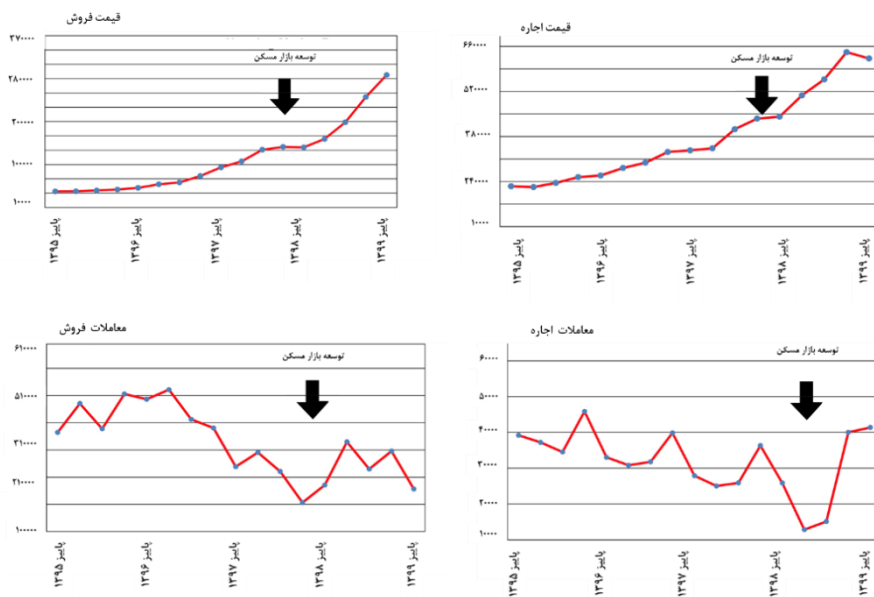 قیمت فروش
۳۷۰۰۰۰
۲۸۰۰۰۰
۲۰۰۰۰۰
۱۰۰۰۰۰
۱۰۰۰۰
توسعه بازار مسکن
پاییز ۱۳۹۵
پاییز ۱۳۹۶
پاییز ۱۳۹۷
پاییز ۱۳۹۸
پاییز ۱۳۹۹
قیمت اجاره
۶۶۰۰۰۰
۵۲۰۰۰۰
۳۸۰۰۰۰
۲۴۰۰۰۰
۱۰۰۰۰
توسعه بازار مسکن
پاییز ۱۳۹۵
پاییز ۱۳۹۶
پاییز ۱۳۹۷
پاییز ۱۳۹۸
پاییز ۱۳۹۹
معاملات فروش
۶۱۰۰۰۰
۵۱۰۰۰۰
۳۱۰۰۰۰
۲۱۰۰۰۰
۱۰۰۰۰۰
توسعه بازار مسکن
پاییز ۱۳۹۵
پاییز ۱۳۹۶
پاییز ۱۳۹۷
پاییز ۱۳۹۸
پاییز ۱۳۹۹
معاملات اجاره
۶۰۰۰۰
۵۰۰۰۰
۴۰۰۰۰
۳۰۰۰۰
۲۰۰۰۰
۱۰۰۰۰
توسعه بازار مسکن
پاییز ۱۳۹۵
پاییز ۱۳۹۶
پاییز ۱۳۹۷
پاییز ۱۳۹۸
پاییز ۱۳۹۹